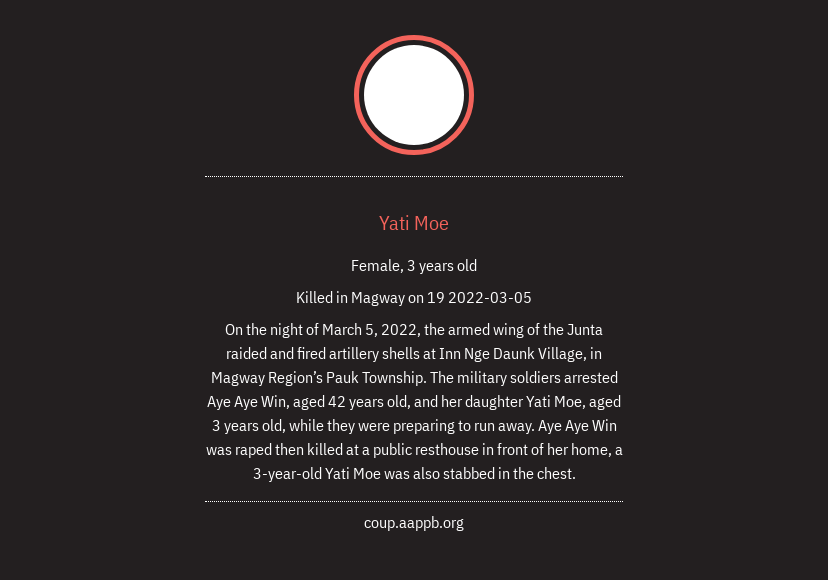 Yati Moe
Female, 3 years old
Killed in Magway on 19 2022-03-05
On the night of March 5, 2022, the armed wing of the Junta
raided and fired artillery shells at Inn Nge Daunk Village, in
Magway Region’s Pauk Township. The military soldiers arrested
Aye Aye Win, aged 42 years old, and her daughter Yati Moe, aged
3 years old, while they were preparing to run away. Aye Aye Win
was raped then killed at a public resthouse in front of her home, a
3-year-old Yati Moe was also stabbed in the chest.
coup.aappb.org